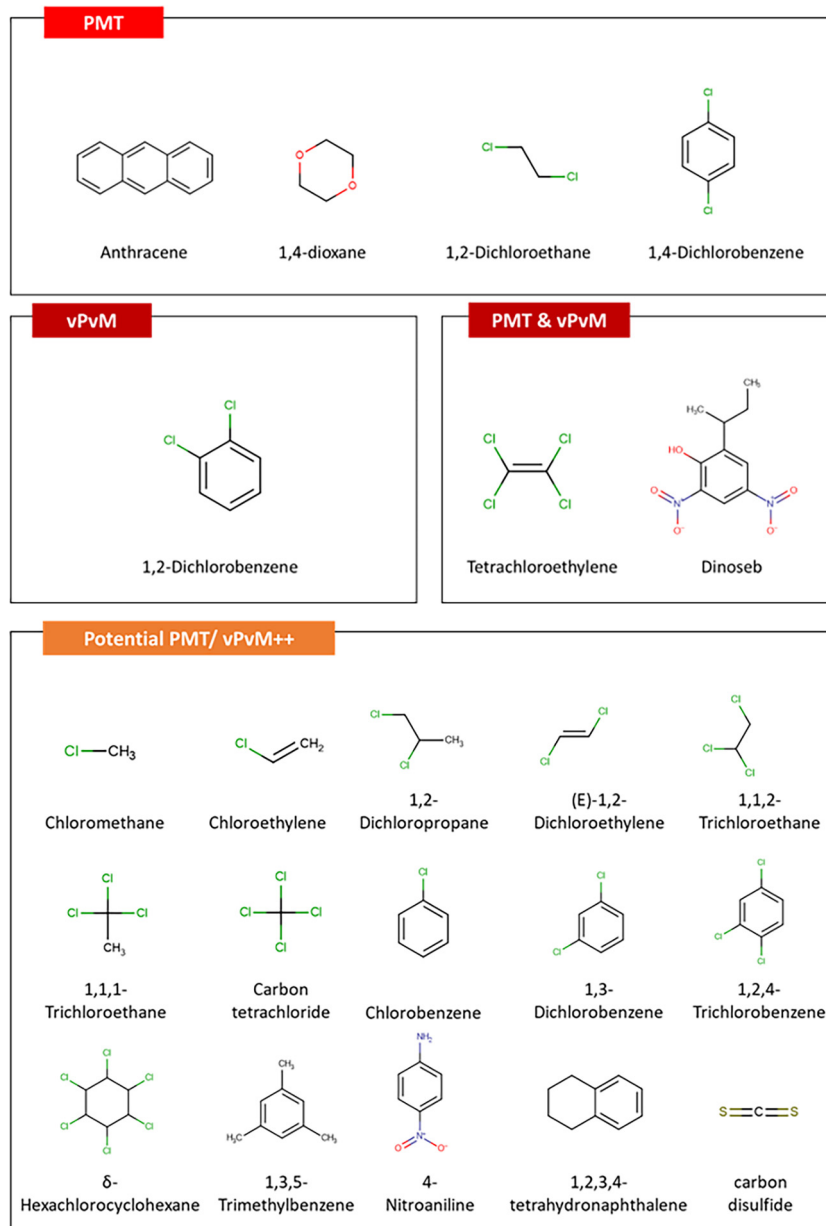 PMT
Cl
Cl
O
O
Cl
Cl
Anthracene 1,4-dioxane 1,2-Dichloroethane 1,4-Dichlorobenzene
vPvM
Cl
Cl
1,2-Dichlorobenzene
PMT & vPvM
Cl Cl
Cl Cl
CH₃
H₃C
HO
O N⁺ O⁻
N⁺ O
O⁻
Tetrachloroethylene Dinoseb
Potential PMT/ vPvM++
Cl CH₃
Cl CH₂
Cl CH₃ Cl
Cl Cl
Cl Cl Cl
Chloromethane Chloroethylene 1,2- (E)-1,2- 1,1,2-
Dichloropropane Dichloroethylene Trichloroethane
Cl Cl Cl CH₃
Cl Cl Cl Cl
Cl
Cl Cl
Cl Cl Cl
1,1,1- Carbon 1,3- 1,2,4-
Trichloroethane tetrachloride Chlorobenzene Dichlorobenzene Trichlorobenzene
Cl Cl Cl Cl Cl Cl
CH₃ H₃C CH₃
NH₂ N⁺ O O⁻
S C S
δ- 1,3,5- 4- 1,2,3,4- carbon
Hexachlorocyclohexane Trimethylbenzene Nitroaniline tetrahydronaphthalene disulfide